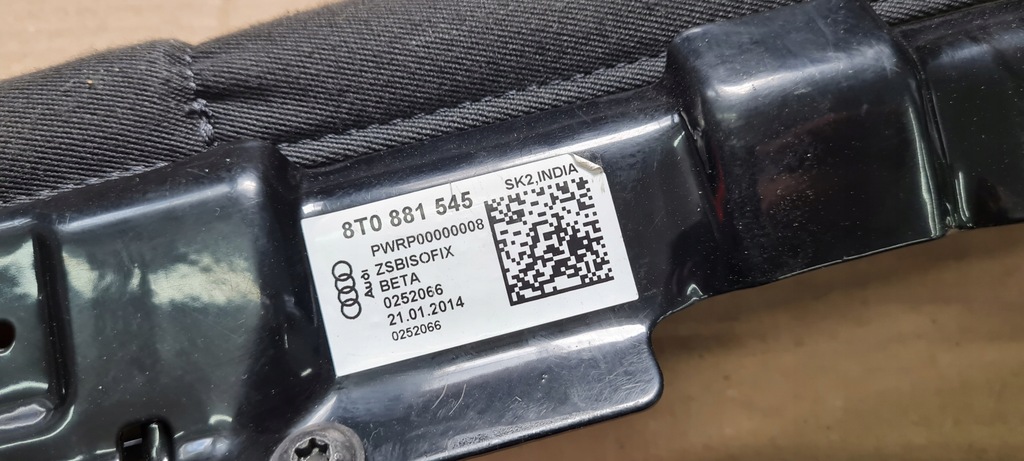 8T0 881 545
SK2,INDIA
PWRP00000008
ZSBISOFIX
BETA
0252066
21.01.2014
0252066
Audi